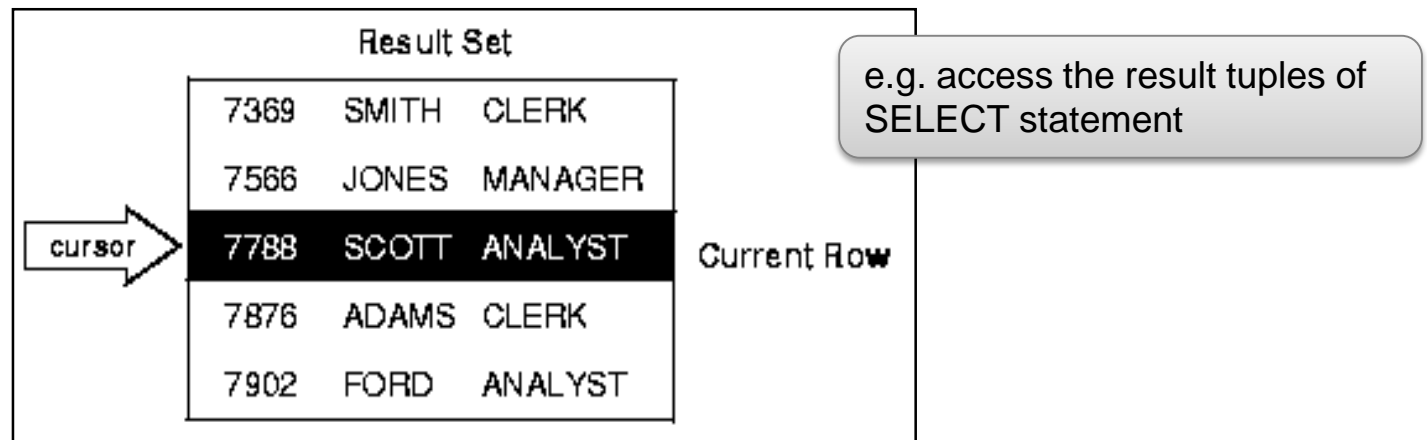 Result Set
e.g. access the result tuples of
SELECT statement
7369 SMITH CLERK
7566 JONES MANAGER
cursor 7788 SCOTT ANALYST Current Row
7876 ADAMS CLERK
7902 FORD ANALYST